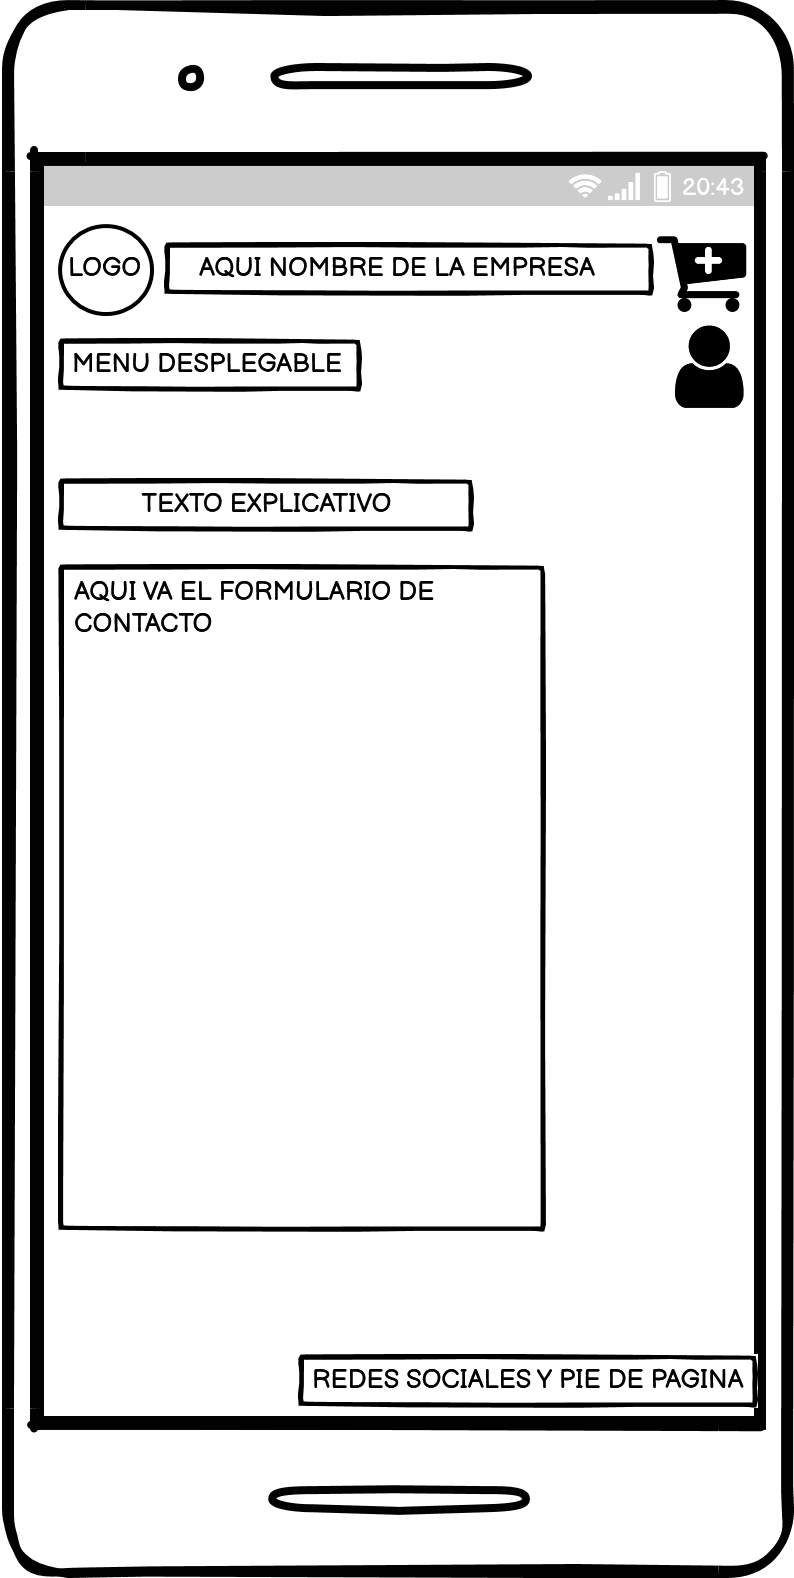 20:43
LOGO
AQUI NOMBRE DE LA EMPRESA
MENU DESPLEGABLE
TEXTO EXPLICATIVO
AQUI VA EL FORMULARIO DE
CONTACTO
REDES SOCIALES Y PIE DE PAGINA